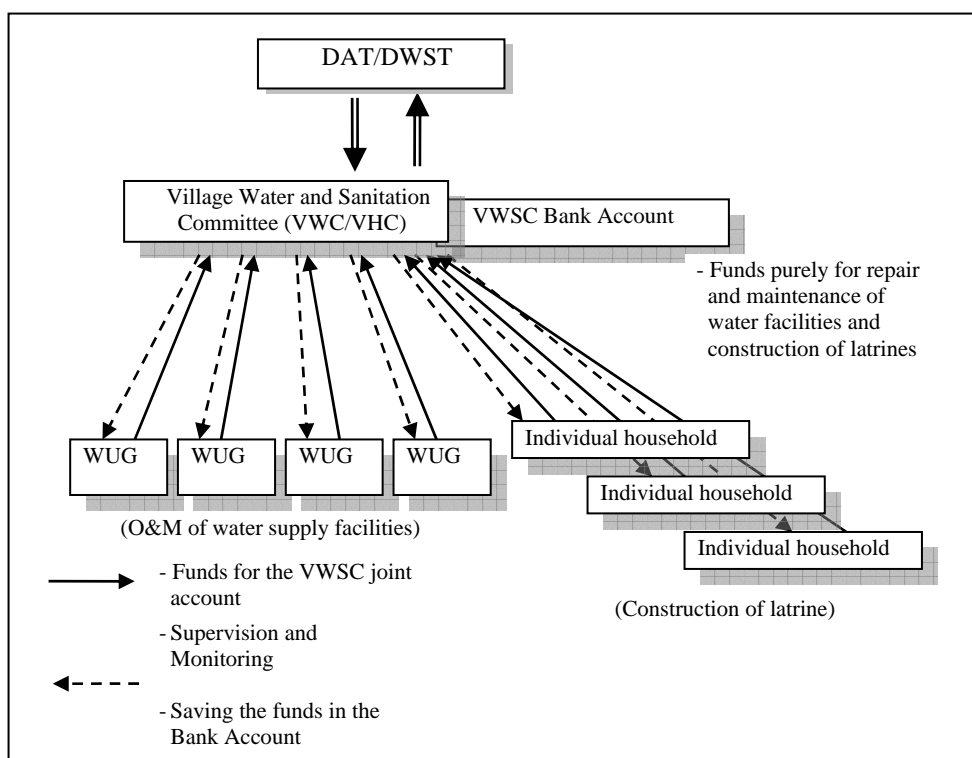 DAT/DWST
Village Water and Sanitation
Committee (VWC/VHC)
VWSC Bank Account
- Funds purely for repair
and maintenance of
water facilities and
construction of latrines
WUG
WUG
WUG
WUG
Individual household
Individual household
Individual household
(O&M of water supply facilities)
(Construction of latrine)
- Funds for the VWSC joint
account
- Supervision and
Monitoring
- Saving the funds in the
Bank Account